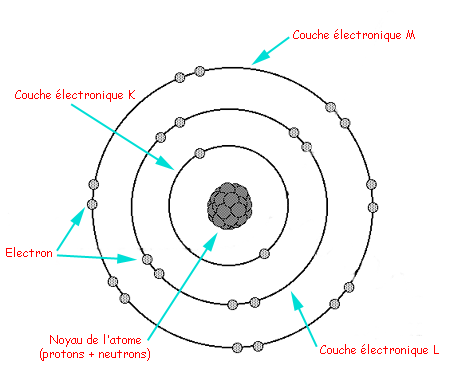 Couche électronique M
Couche électronique K
Electron
Noyau de l'atome
(protons + neutrons)
Couche électronique L